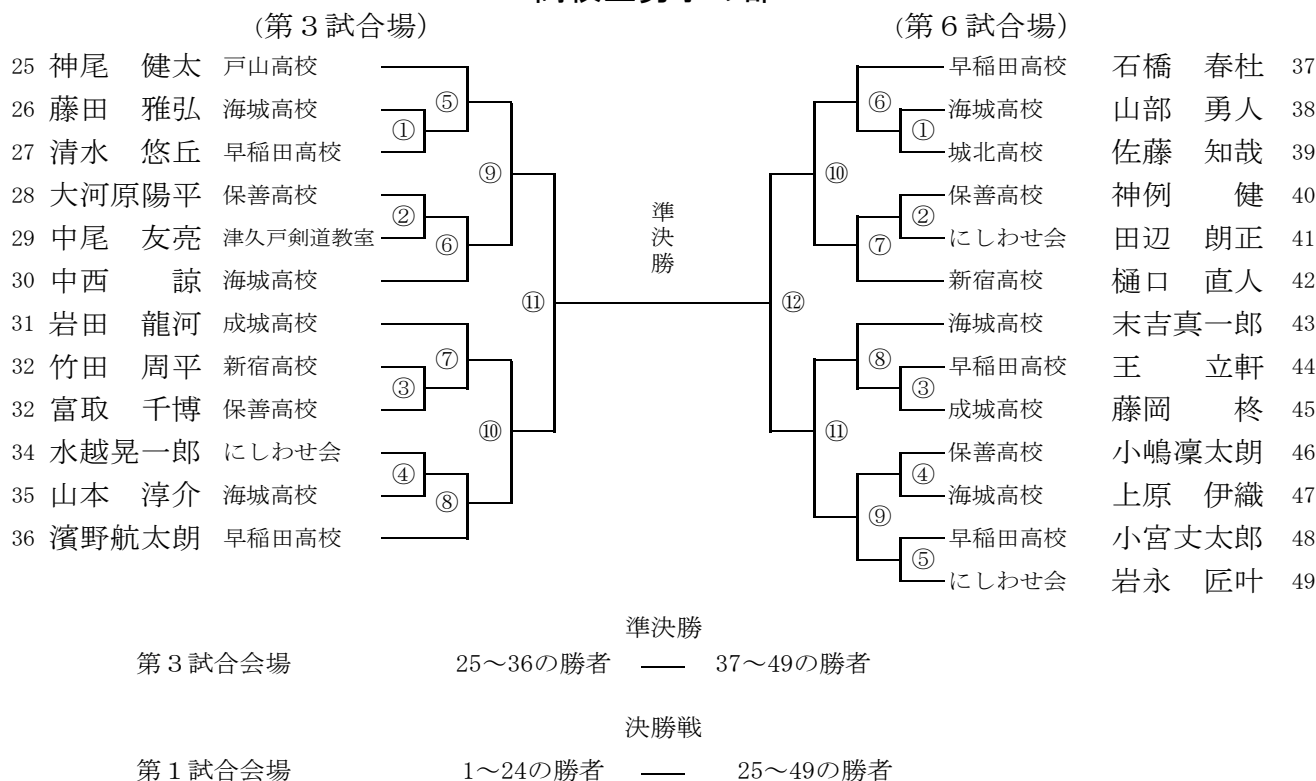 (第3試合場)
25 神尾 健太 戸山高校
26 藤田 雅弘 海城高校
27 清水 悠丘 早稲田高校
28 大河原陽平 保善高校
29 中尾 友亮 津久戸剣道教室
30 中西 諒 海城高校
31 岩田 龍河 成城高校
32 竹田 周平 新宿高校
32 富取 千博 保善高校
34 水越晃一郎 にしわせ会
35 山本 淳介 海城高校
36 濱野航太朗 早稲田高校
⑤
①
⑨
②
⑥
⑪
⑦
③
⑩
④
⑧
準決勝
(第6試合場)
早稲田高校 石橋 春杜 37
海城高校 山部 勇人 38
城北高校 佐藤 知哉 39
保善高校 神例 健 40
にしわせ会 田辺 朗正 41
新宿高校 樋口 直人 42
海城高校 末吉真一郎 43
早稲田高校 王 立軒 44
成城高校 藤岡 柊 45
保善高校 小嶋凜太朗 46
海城高校 上原 伊織 47
早稲田高校 小宮丈太郎 48
にしわせ会 岩永 匠叶 49
⑥
①
⑩
②
⑦
⑫
⑧
③
⑪
④
⑨
⑤
準決勝
第3試合会場 25～36の勝者 ― 37～49の勝者
決勝戦
第1試合会場 1～24の勝者 ― 25～49の勝者